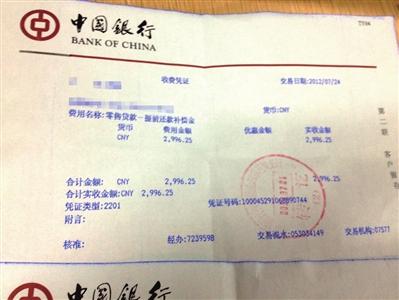 T7PA
中国银行
BANK OF CHINA
收费凭证
交易日期:2012/07/24
货币:CNY
费用名称:零售贷款-提前还款补偿金
货币 费用金额 优惠金额 实收金额
CNY 2,996.25 2,996.25
合计金额: CNY 2,996.25
合计实收金额:CNY 2,996.25
凭证类型:2201
凭证号码:100045291063890744
附言:
核准:
经办:7239598
交易流水:053034149
交易机构:07577
第二联
客户
中国银行